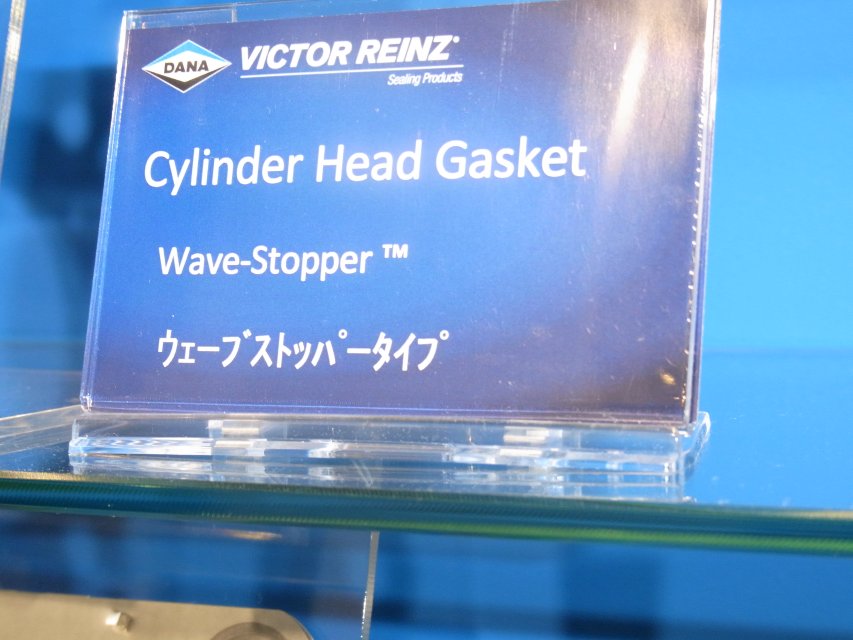 DANA VICTOR REINZ®
Sealing Products
Cylinder Head Gasket
Wave-Stopper ™
ｳｪｰﾌﾞｽﾄｯﾊﾟｰﾀｲﾌﾟ